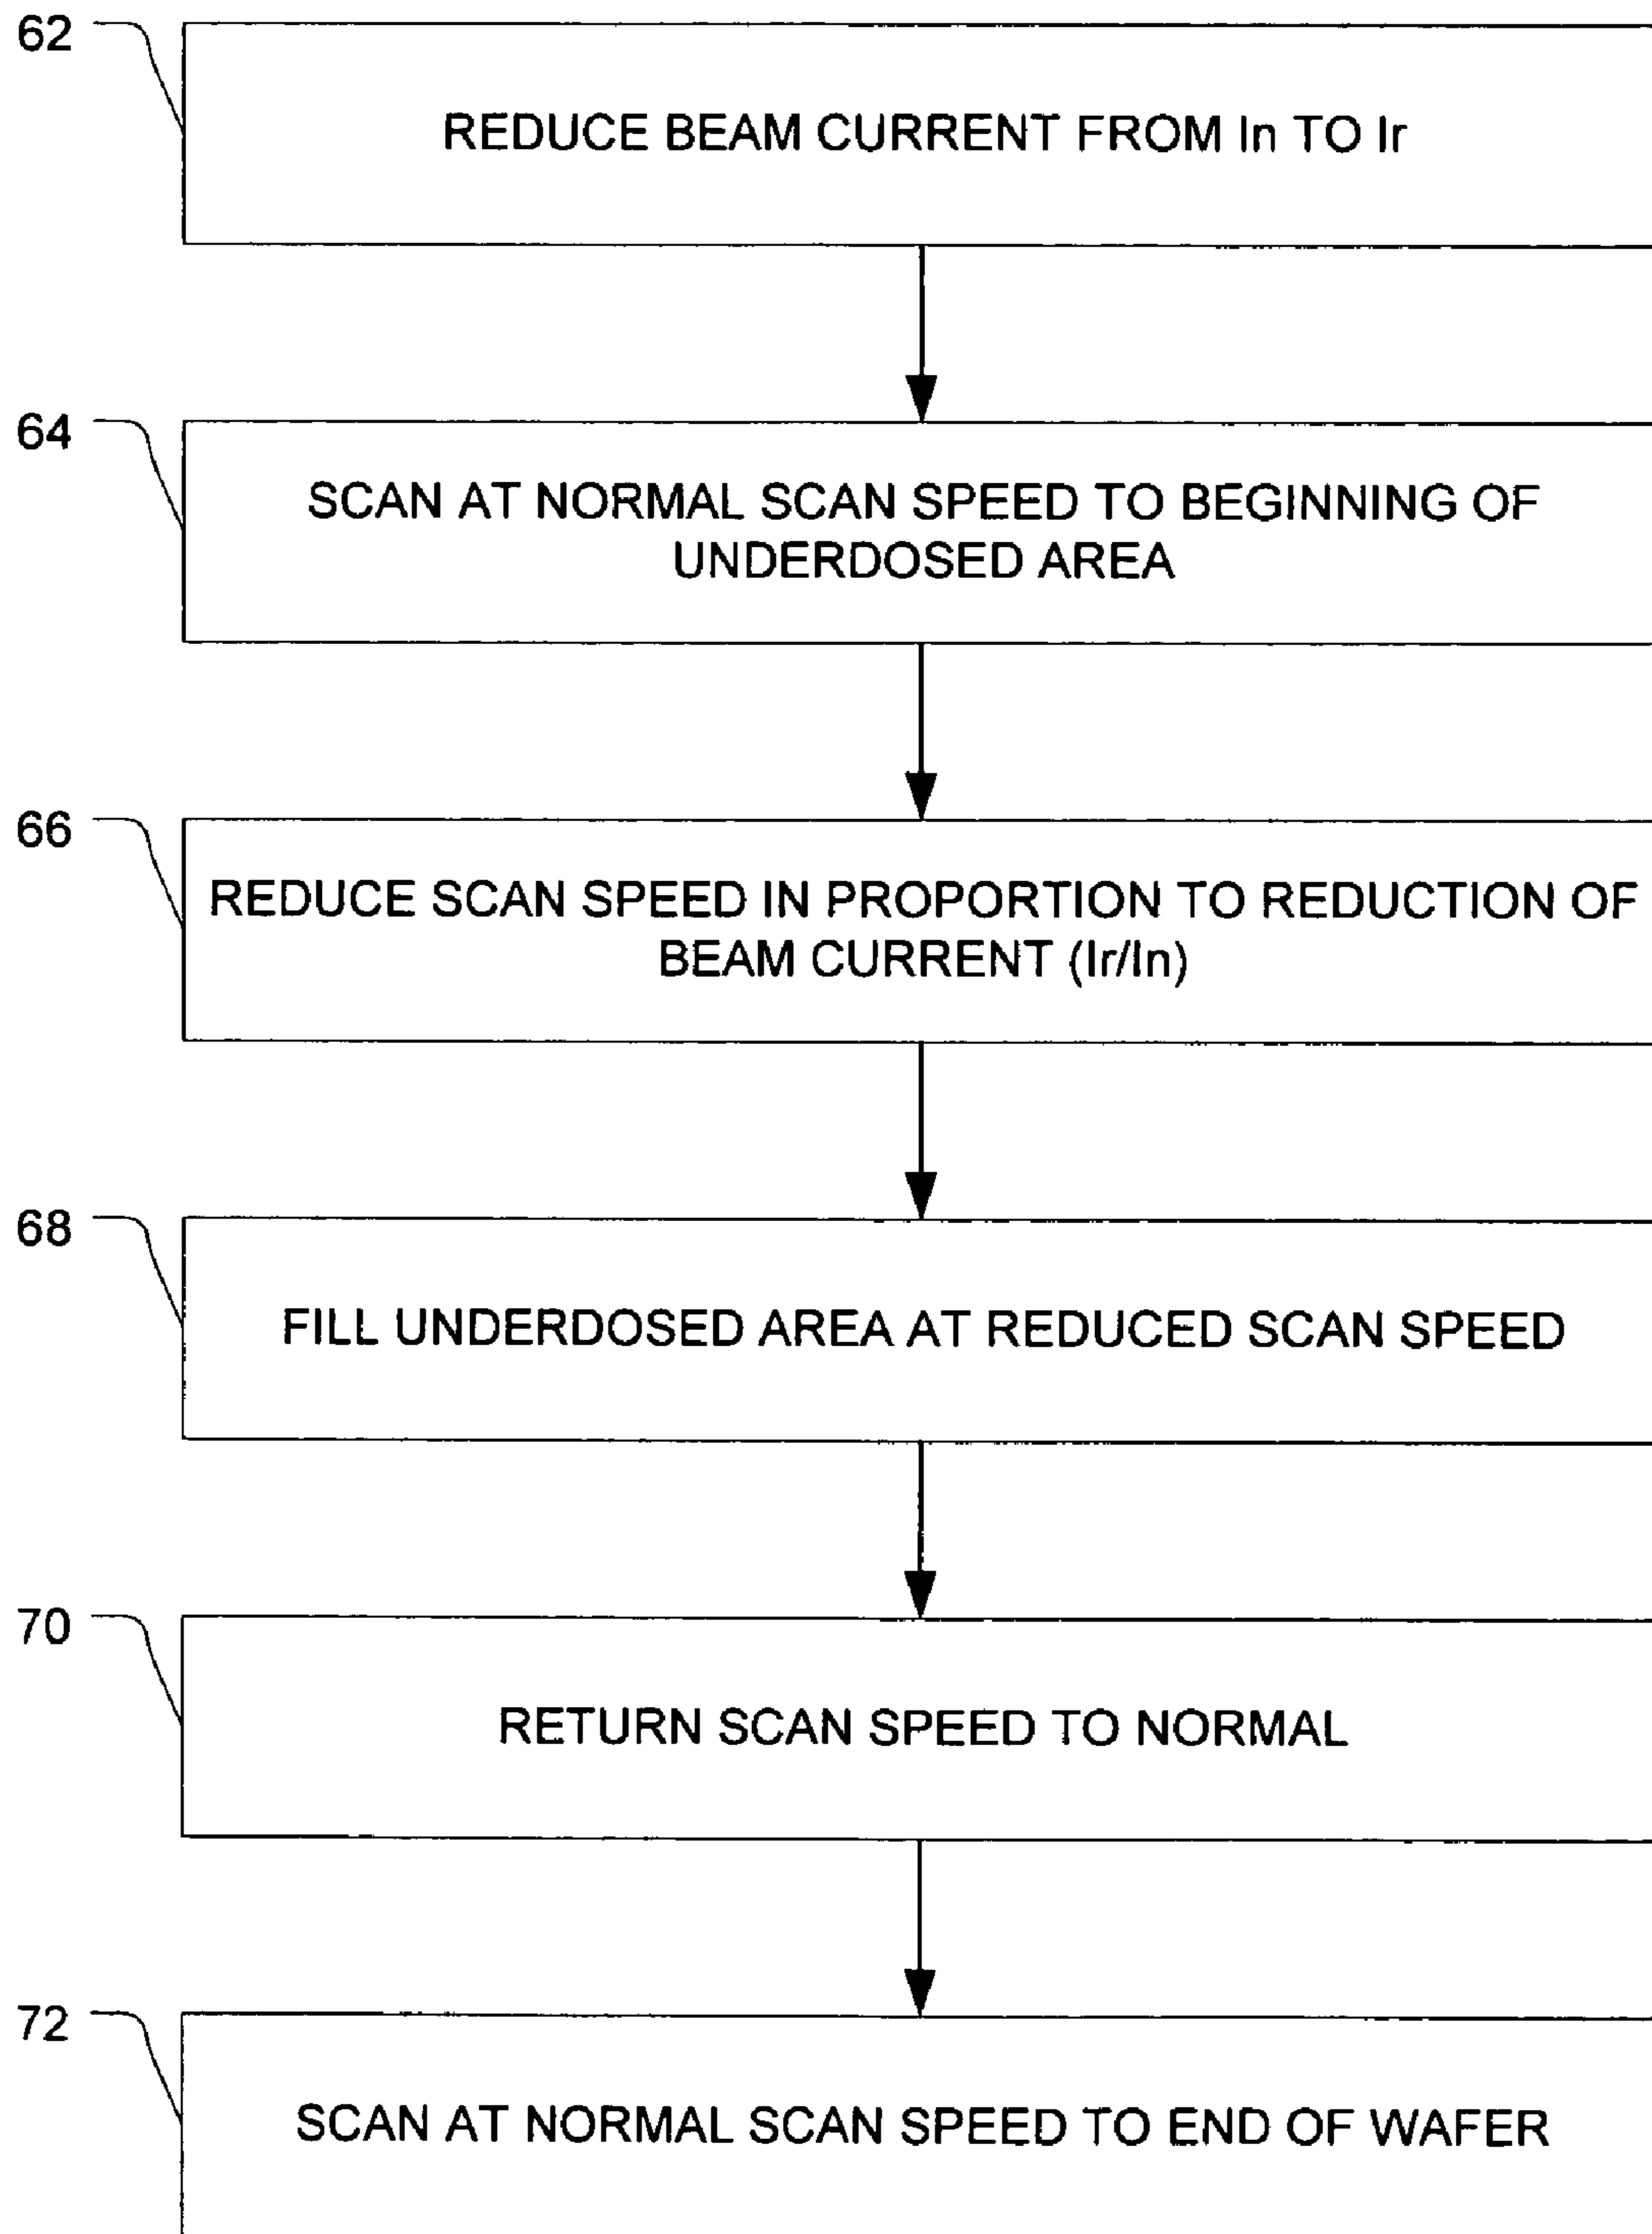 62
REDUCE BEAM CURRENT FROM In TO Ir
64
SCAN AT NORMAL SCAN SPEED TO BEGINNING OF
UNDERDOSED AREA
66
REDUCE SCAN SPEED IN PROPORTION TO REDUCTION OF
BEAM CURRENT (Ir/In)
68
FILL UNDERDOSED AREA AT REDUCED SCAN SPEED
70
RETURN SCAN SPEED TO NORMAL
72
SCAN AT NORMAL SCAN SPEED TO END OF WAFER